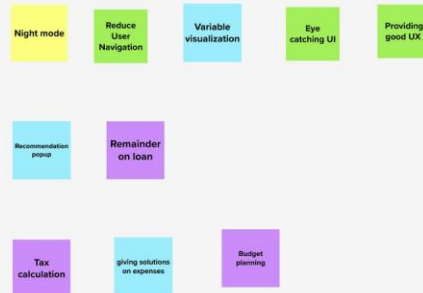 Night mode
Reduce
User
Navigation
Variable
visualization
Eye
catching UI
Providing
good UX
Recommendation
popup
Remainder
on loan
Tax
calculation
giving solutions
on expenses
Budget
planning